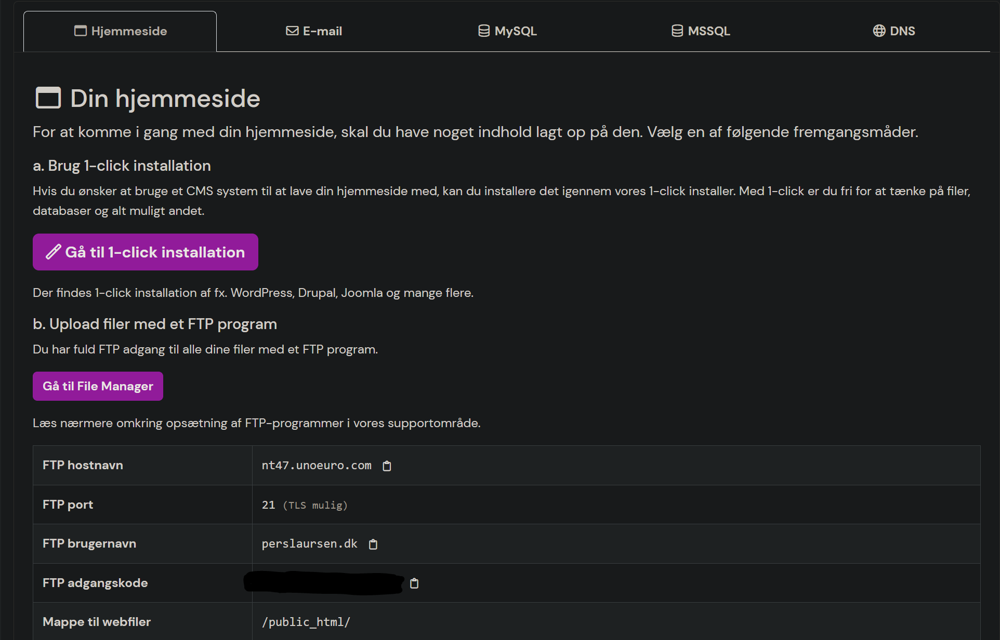 Hjemmeside
E-mail
MySQL
MSSQL
DNS
Din hjemmeside
For at komme i gang med din hjemmeside, skal du have noget indhold lagt op på den. Vælg en af følgende fremgangsmåder.
a. Brug 1-click installation
Hvis du ønsker at bruge et CMS system til at lave din hjemmeside med, kan du installere det igennem vores 1-click installer. Med 1-click er du fri for at tænke på filer,
databaser og alt muligt andet.
Gå til 1-click installation
Der findes 1-click installation af fx. WordPress, Drupal, Joomla og mange flere.
b. Upload filer med et FTP program
Du har fuld FTP adgang til alle dine filer med et FTP program.
Gå til File Manager
Læs nærmere omkring opsætning af FTP-programmer i vores supportområde.
FTP hostnavn nt47.unoeuro.com
FTP port 21 (TLS mulig)
FTP brugernavn perslaursen.dk
FTP adgangskode
Mappe til webfiler /public_html/